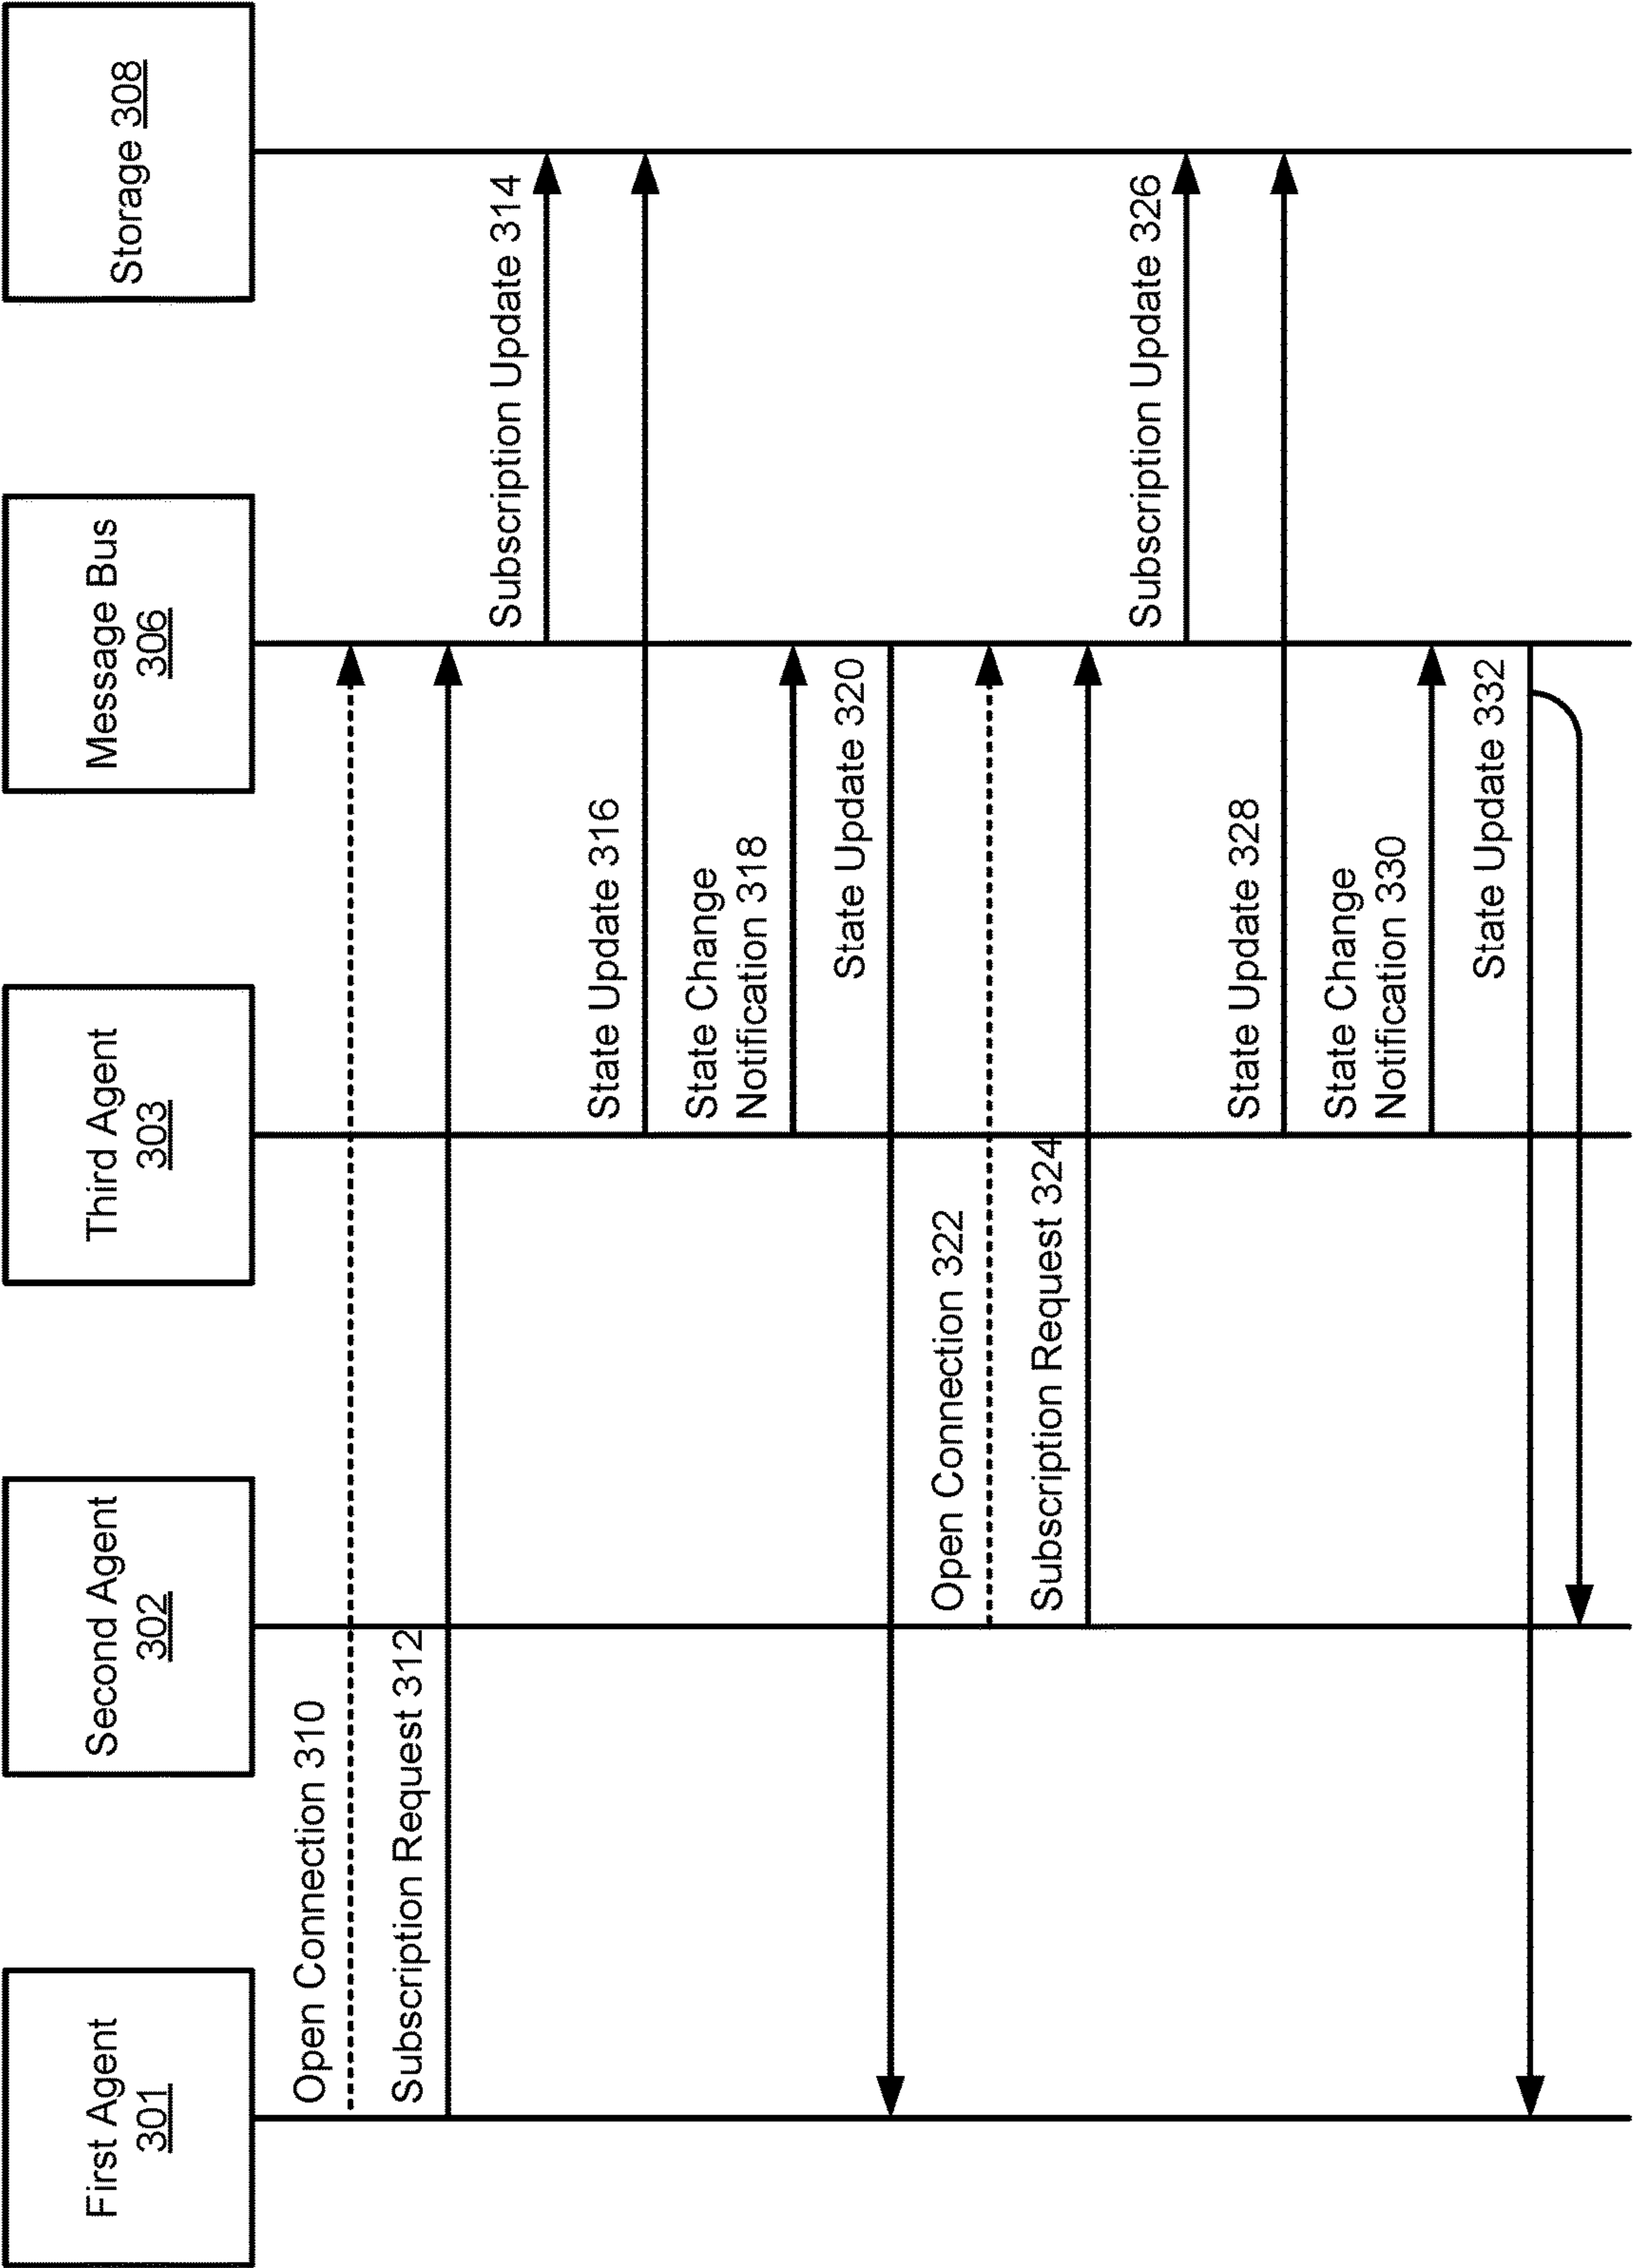 First Agent
301
Second Agent
302
Third Agent
303
Message Bus
306
Storage 308
Open Connection 310
Subscription Request 312
Subscription Update 314
State Update 316
State Change
Notification 318
State Update 320
Open Connection 322
Subscription Request 324
Subscription Update 326
State Update 328
State Change
Notification 330
State Update 332